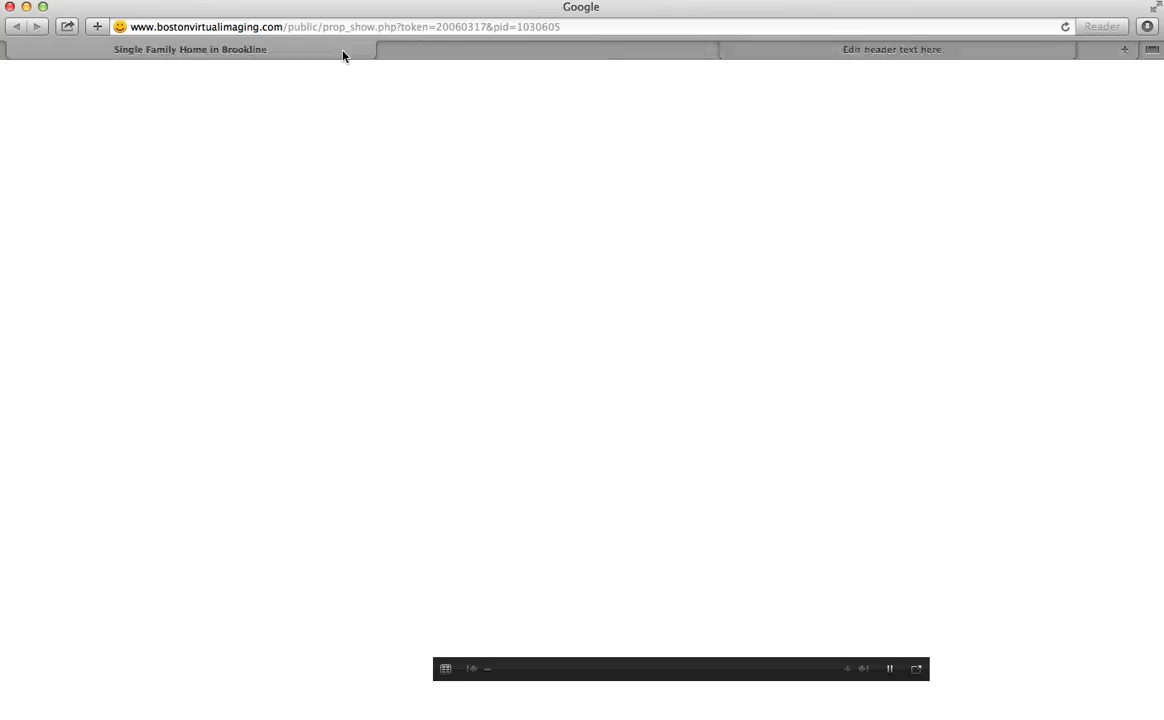 Google
www.bostonvirtualimaging.com/public/prop_show.php?token=20060317&pid=1030605
Reader
Single Family Home in Brookline
Edit header text here